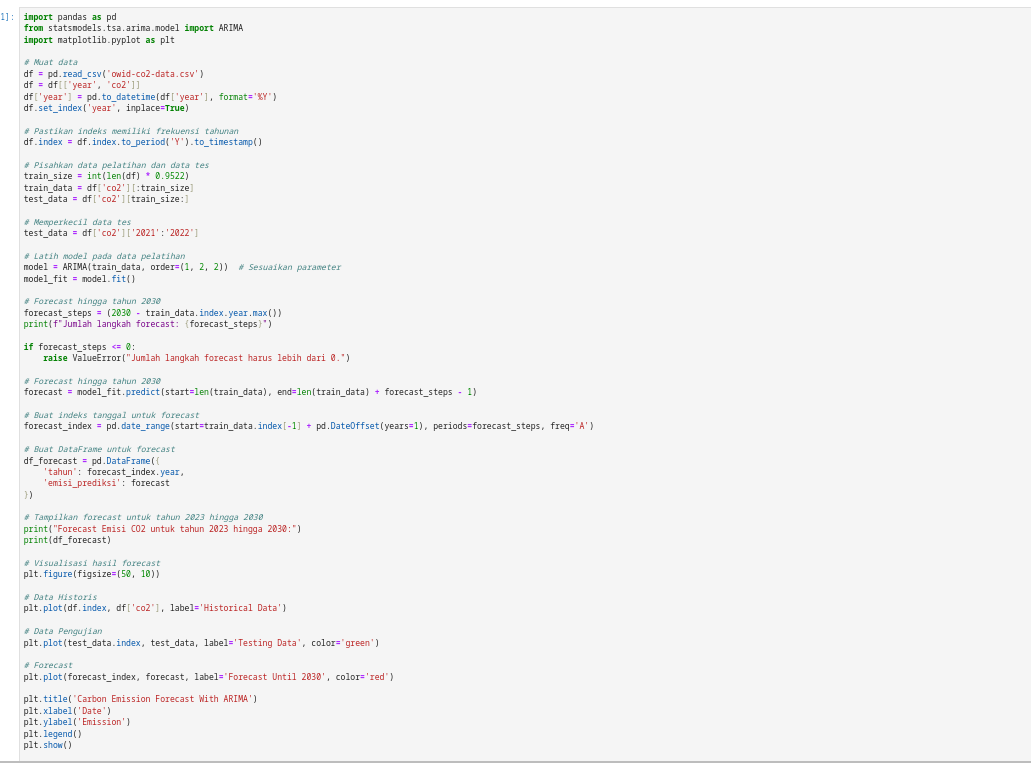 1]:
import pandas as pd
from statsmodels.tsa.arima.model import ARIMA
import matplotlib.pyplot as plt
# Muat data
df = pd.read_csv('owid-co2-data.csv')
df = df[['year', 'co2']]
df['year'] = pd.to_datetime(df['year'], format='%Y')
df.set_index('year', inplace=True)
# Pastikan indeks memiliki frekuensi tahunan
df.index = df.index.to_period('Y').to_timestamp()
# Pisahkan data pelatihan dan data tes
train_size = int(len(df) * 0.9522)
train_data = df['co2'][:train_size]
test_data = df['co2'][train_size:]
# Memperkecil data tes
test_data = df['co2']['2021':'2022']
# Latih model pada data pelatihan
model = ARIMA(train_data, order=(1, 2, 2))  # Sesuaikan parameter
model_fit = model.fit()
# Forecast hingga tahun 2030
forecast_steps = (2030 - train_data.index.year.max())
print(f"Jumlah langkah forecast: {forecast_steps}")
if forecast_steps <= 0:
    raise ValueError("Jumlah langkah forecast harus lebih dari 0.")
# Forecast hingga tahun 2030
forecast = model_fit.predict(start=len(train_data), end=len(train_data) + forecast_steps - 1)
# Buat indeks tanggal untuk forecast
forecast_index = pd.date_range(start=train_data.index[-1] + pd.DateOffset(years=1), periods=forecast_steps, freq='A')
# Buat DataFrame untuk forecast
df_forecast = pd.DataFrame({
    'tahun': forecast_index.year,
    'emisi_prediksi': forecast
})
# Tampilkan forecast untuk tahun 2023 hingga 2030
print("Forecast Emisi CO2 untuk tahun 2023 hingga 2030:")
print(df_forecast)
# Visualisasi hasil forecast
plt.figure(figsize=(50, 10))
# Data Historis
plt.plot(df.index, df['co2'], label='Historical Data')
# Data Pengujian
plt.plot(test_data.index, test_data, label='Testing Data', color='green')
# Forecast
plt.plot(forecast_index, forecast, label='Forecast Until 2030', color='red')
plt.title('Carbon Emission Forecast With ARIMA')
plt.xlabel('Date')
plt.ylabel('Emission')
plt.legend()
plt.show()